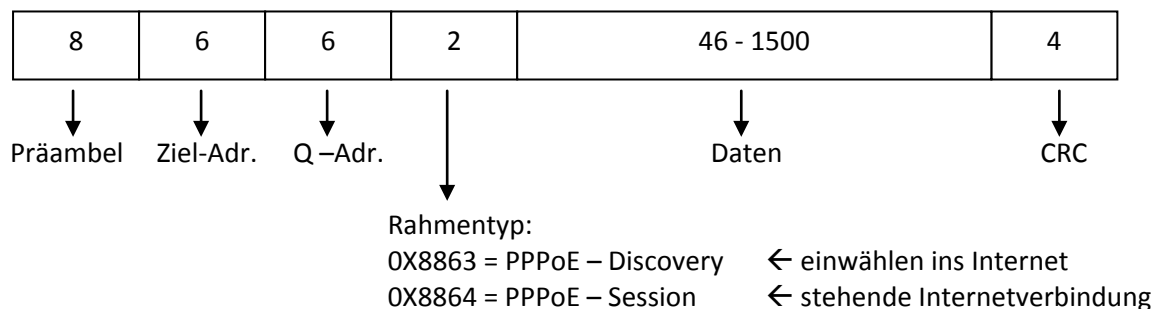 8 6 6 2 46 - 1500 4
Präambel Ziel-Adr. Q –Adr. Daten CRC
Rahmentyp:
0X8863 = PPPoE – Discovery ← einwählen ins Internet
0X8864 = PPPoE – Session ← stehende Internetverbindung